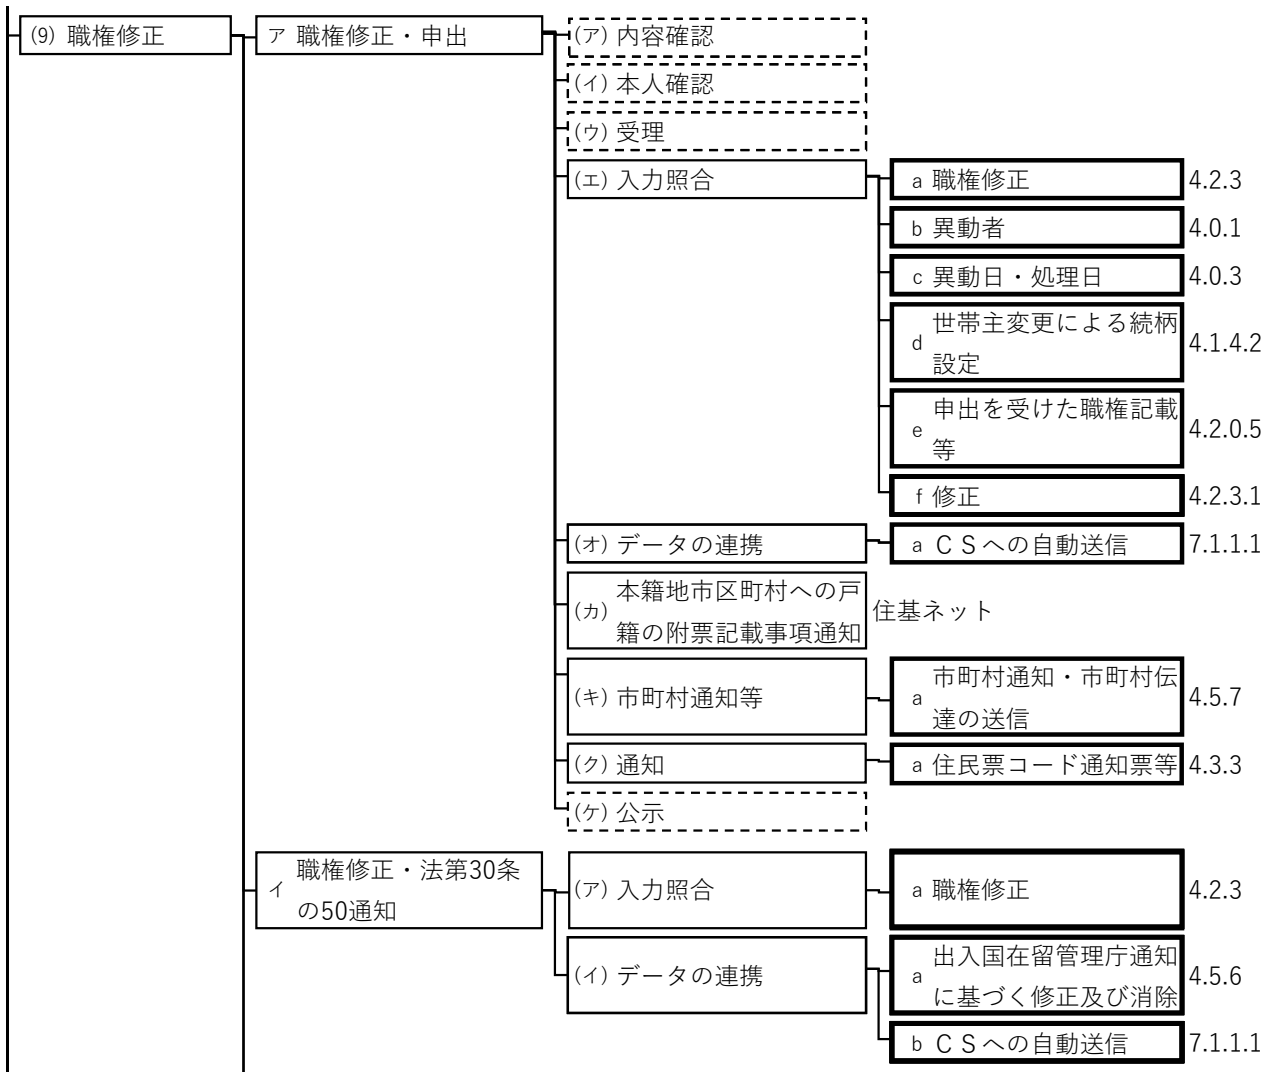 (9) 職権修正
ア 職権修正・申出
(ア) 内容確認
(イ) 本人確認
(ウ) 受理
(エ) 入力照合
a 職権修正 4.2.3
b 異動者 4.0.1
c 異動日・処理日 4.0.3
d 世帯主変更による続柄
設定 4.1.4.2
e 申出を受けた職権記載
等 4.2.0.5
f 修正 4.2.3.1
(オ) データの連携
a ＣＳへの自動送信 7.1.1.1
(カ) 本籍地市区町村への戸
籍の附票記載事項通知
住基ネット
(キ) 市町村通知等
a 市町村通知・市町村伝
達の送信 4.5.7
(ク) 通知
a 住民票コード通知票等 4.3.3
(ケ) 公示
イ 職権修正・法第30条
の50通知
(ア) 入力照合
a 職権修正 4.2.3
(イ) データの連携
a 出入国在留管理庁通知
に基づく修正及び消除 4.5.6
b ＣＳへの自動送信 7.1.1.1